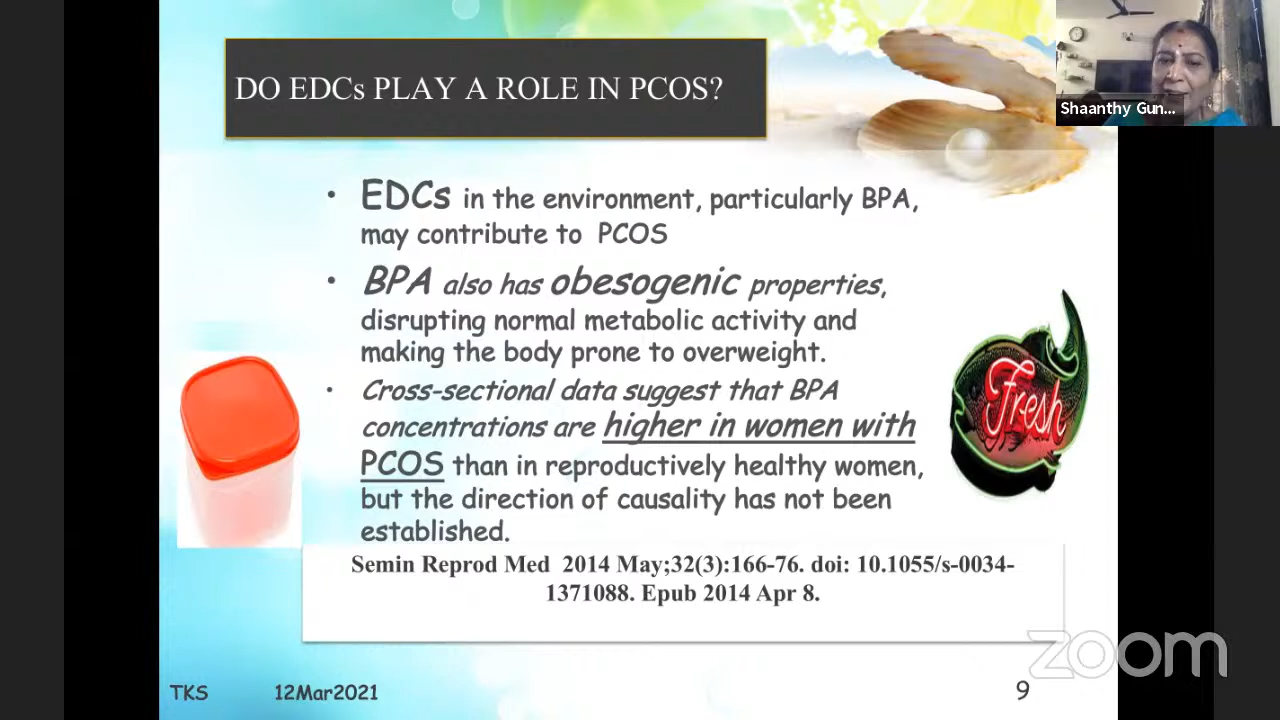 DO EDCs PLAY A ROLE IN PCOS?
Shaanthy Gun...
• EDCs in the environment, particularly BPA,
may contribute to PCOS
• BPA also has obesogenic properties,
disrupting normal metabolic activity and
making the body prone to overweight.
• Cross-sectional data suggest that BPA
concentrations are higher in women with
PCOS than in reproductively healthy women,
but the direction of causality has not been
established.
Fresh
Semin Reprod Med 2014 May;32(3):166-76. doi: 10.1055/s-0034-
1371088. Epub 2014 Apr 8.
zoom
TKS 12Mar2021 9